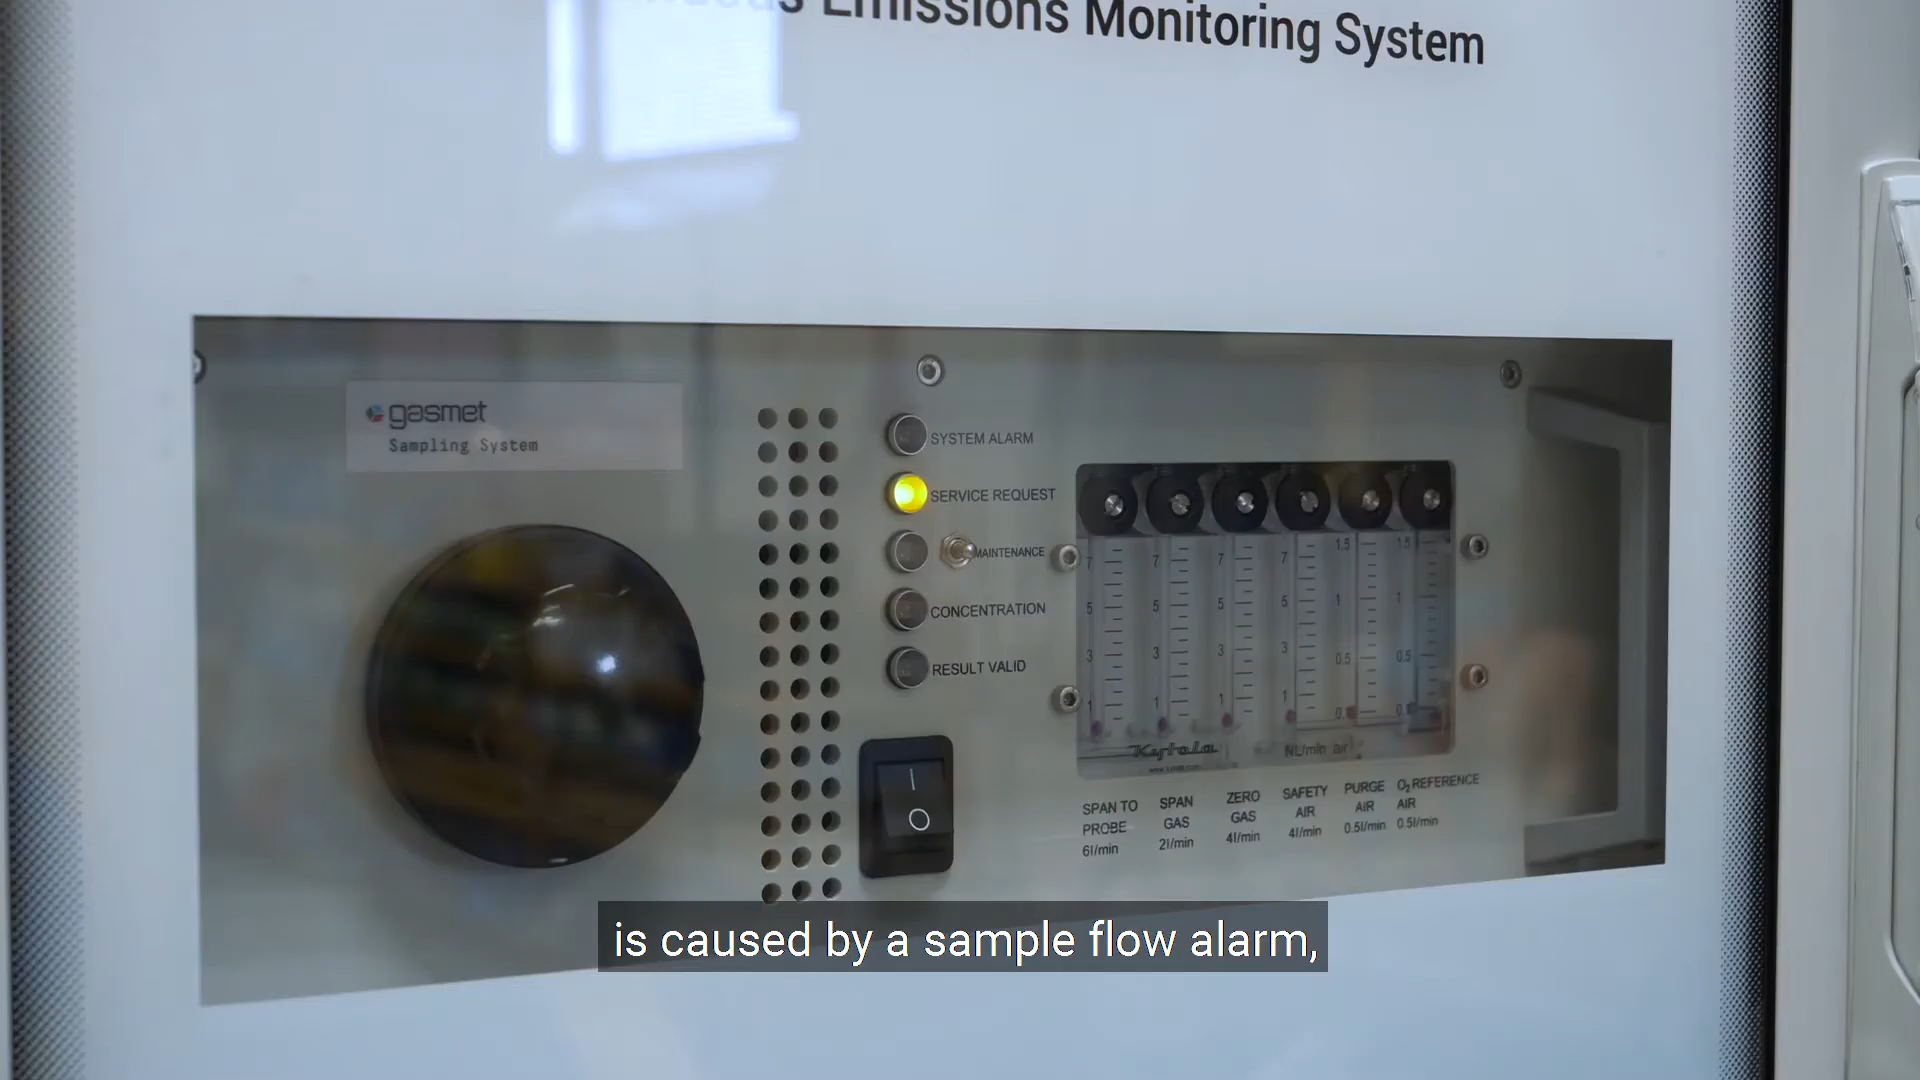 Emissions Monitoring System
gasmet
Sampling System
SYSTEM ALARM
SERVICE REQUEST
MAINTENANCE
CONCENTRATION
RESULT VALID
7 7 7 7 1.5 1.5
5 5 5 5 1 1
3 3 3 3 0.5 0.5
1 1 1 1 0.1 0.1
Kytola
NL/min air
SPAN TO PROBE 6l/min
SPAN GAS 2l/min
ZERO GAS 4l/min
SAFETY AIR 4l/min
PURGE AIR 0.5l/min
O₂ REFERENCE AIR 0.5l/min
is caused by a sample flow alarm,